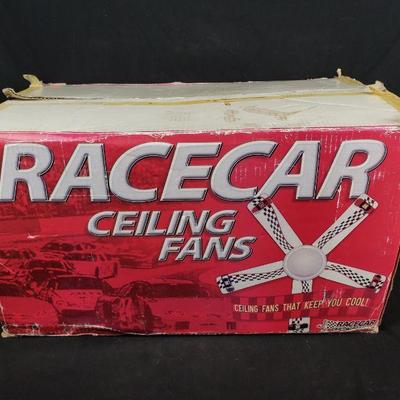 RACECAR
CEILING
FANS
CEILING FANS THAT KEEP YOU COOL!
RACECAR